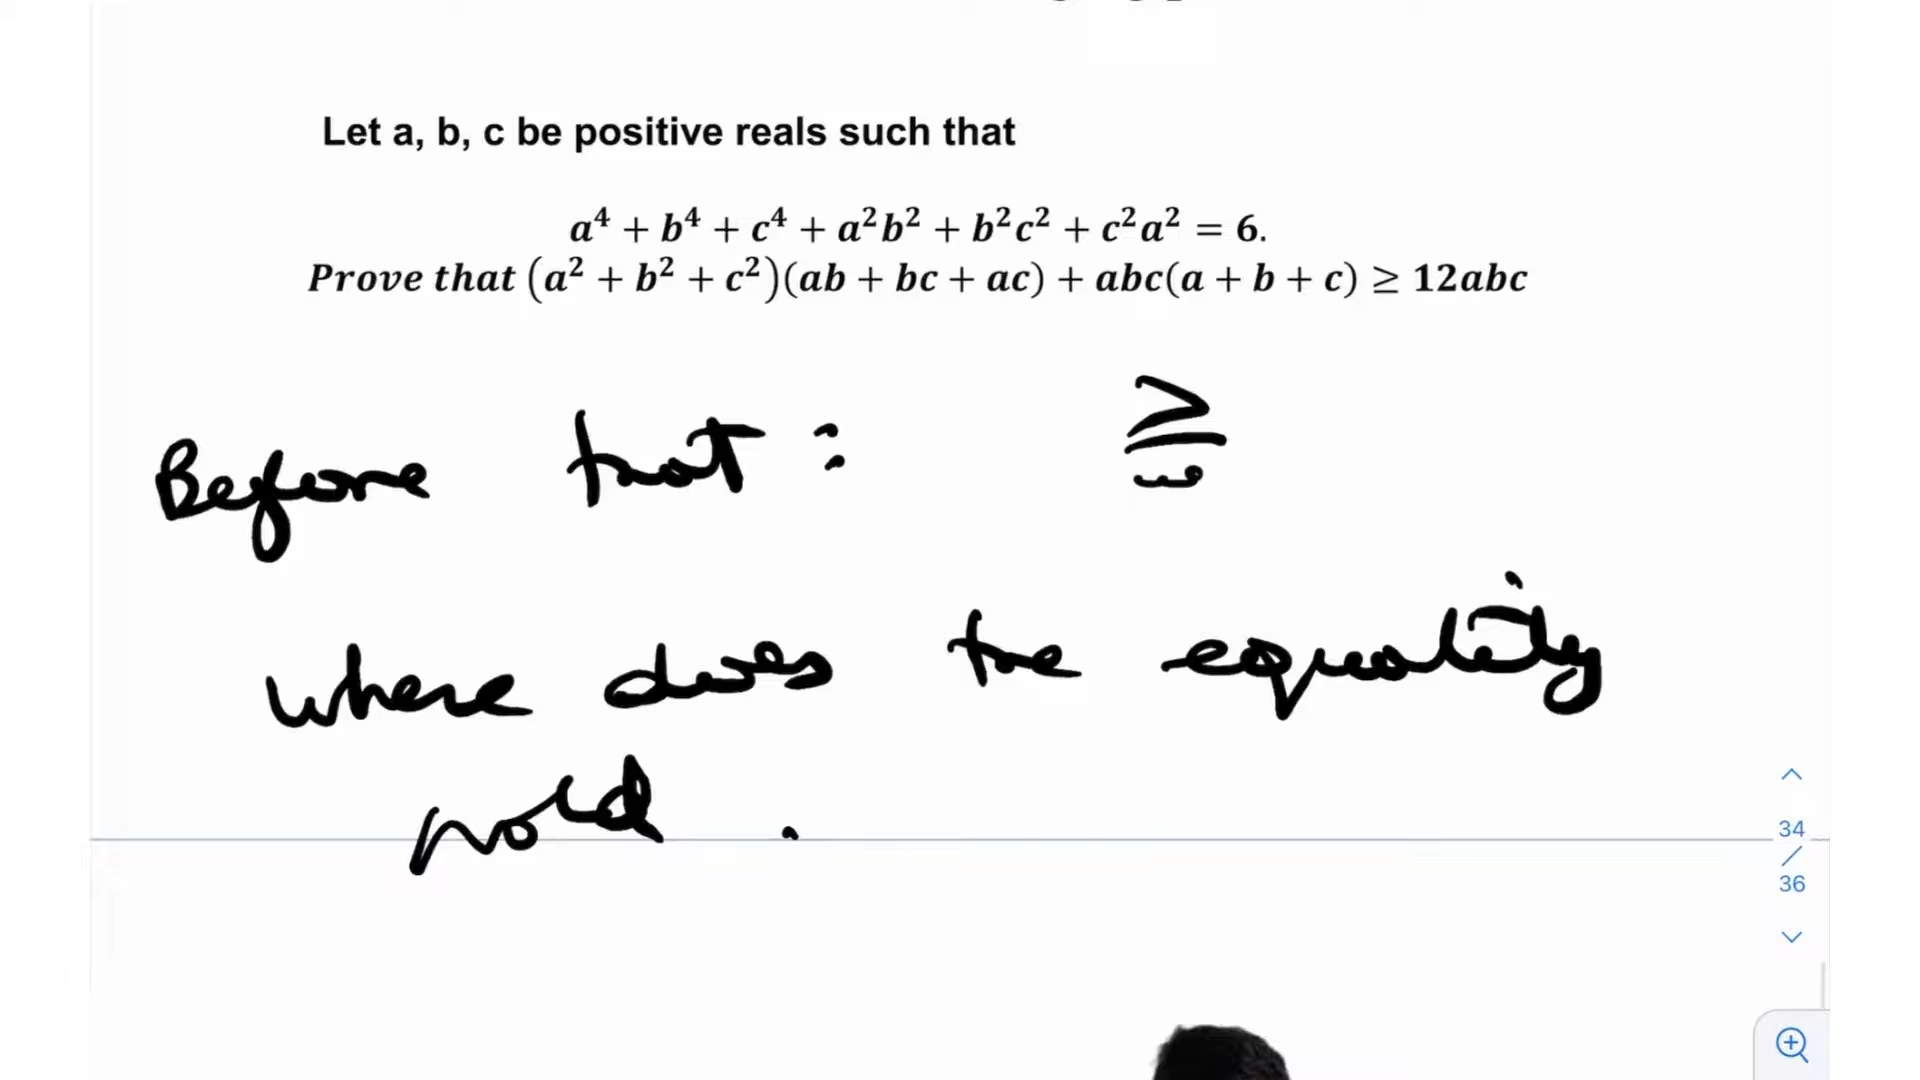 Let a, b, c be positive reals such that
a⁴ + b⁴ + c⁴ + a²b² + b²c² + c²a² = 6.
Prove that (a² + b² + c²)(ab + bc + ac) + abc(a + b + c) ≥ 12abc
Before that : ≥
where does the equality
hold .
34
/
36